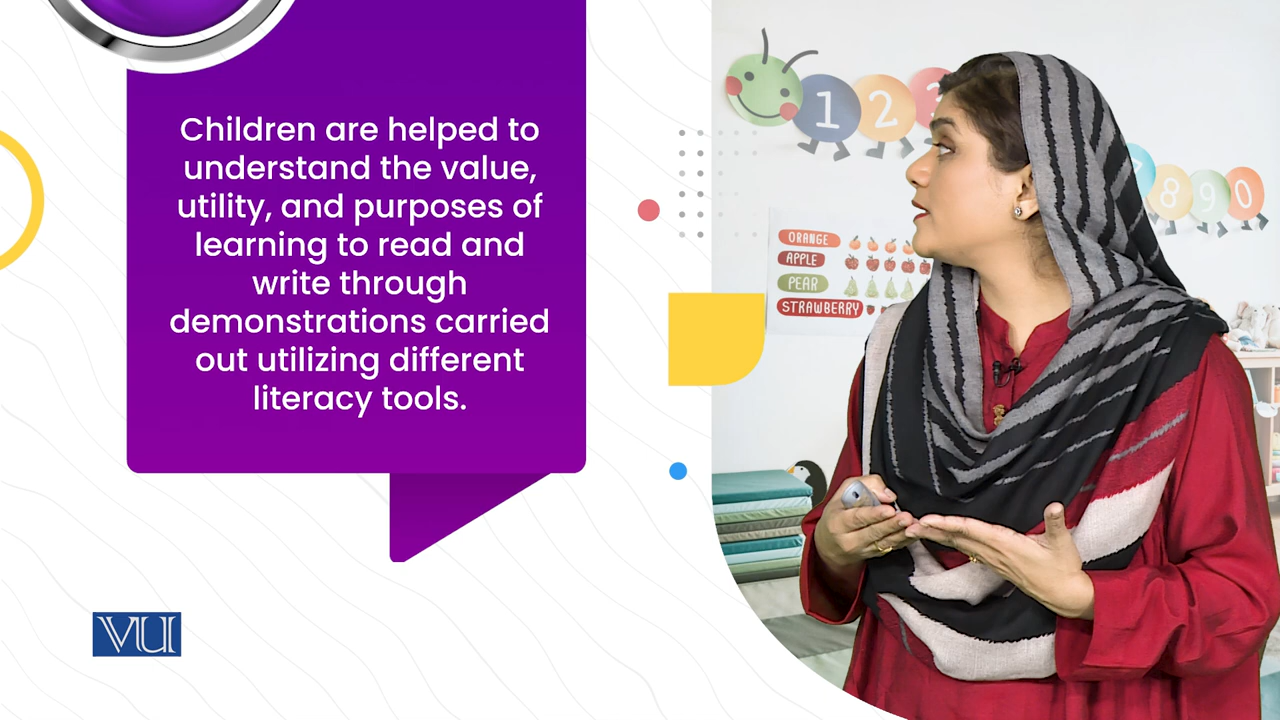 Children are helped to
understand the value,
utility, and purposes of
learning to read and
write through
demonstrations carried
out utilizing different
literacy tools.
VU
1 2 3
7 8 9 0
ORANGE
APPLE
PEAR
STRAWBERRY